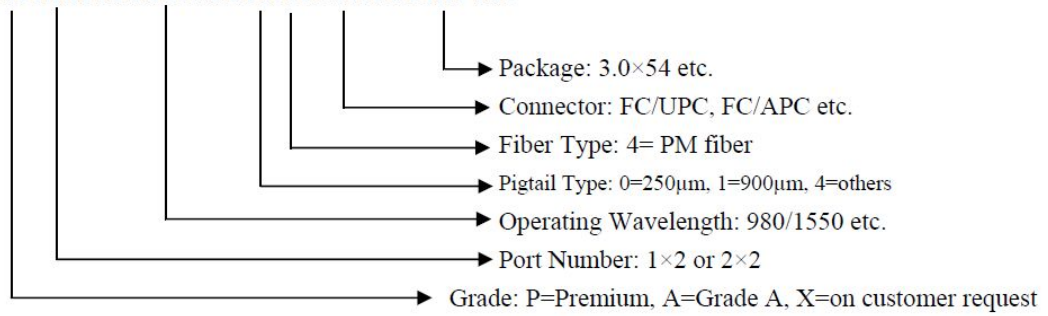 Package: 3.0×54 etc.
Connector: FC/UPC, FC/APC etc.
Fiber Type: 4= PM fiber
Pigtail Type: 0=250μm, 1=900μm, 4=others
Operating Wavelength: 980/1550 etc.
Port Number: 1×2 or 2×2
Grade: P=Premium, A=Grade A, X=on customer request